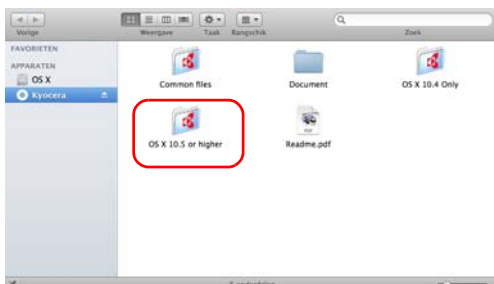 Vorige
Weergave
Taak
Rangschik
Zoek
FAVORIETEN
APPARATEN
OS X
Kyocera
Common files
Document
OS X 10.4 Only
OS X 10.5 or higher
PDF
Readme.pdf